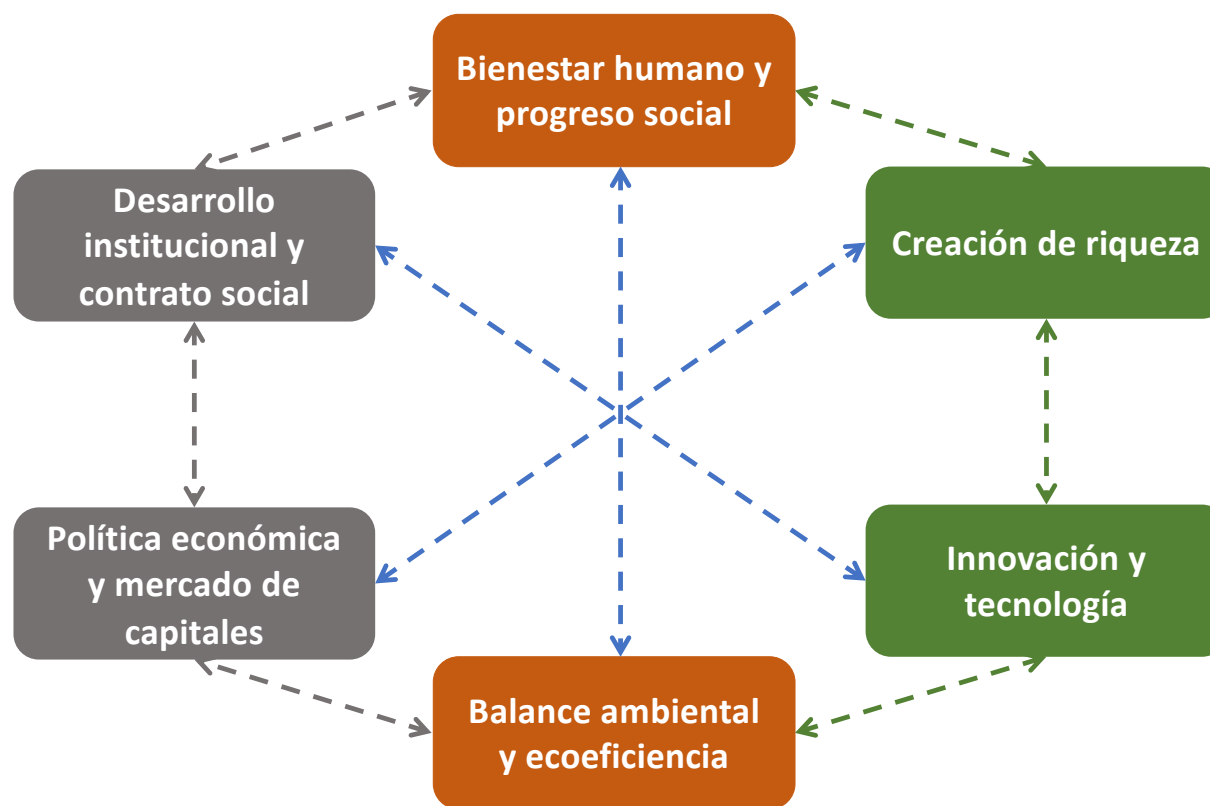 Bienestar humano y
progreso social
Desarrollo
institucional y
contrato social
Creación de riqueza
Política económica
y mercado de
capitales
Innovación y
tecnología
Balance ambiental
y ecoeficiencia